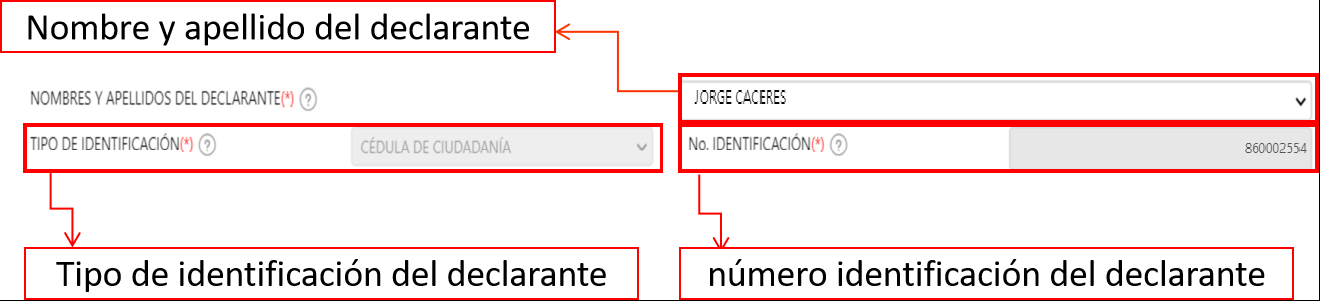 Nombre y apellido del declarante
NOMBRES Y APELLIDOS DEL DECLARANTE(*) ?
JORGE CACERES
TIPO DE IDENTIFICACIÓN(*) ?
CÉDULA DE CIUDADANÍA
No. IDENTIFICACIÓN(*) ?
860002554
Tipo de identificación del declarante
número identificación del declarante